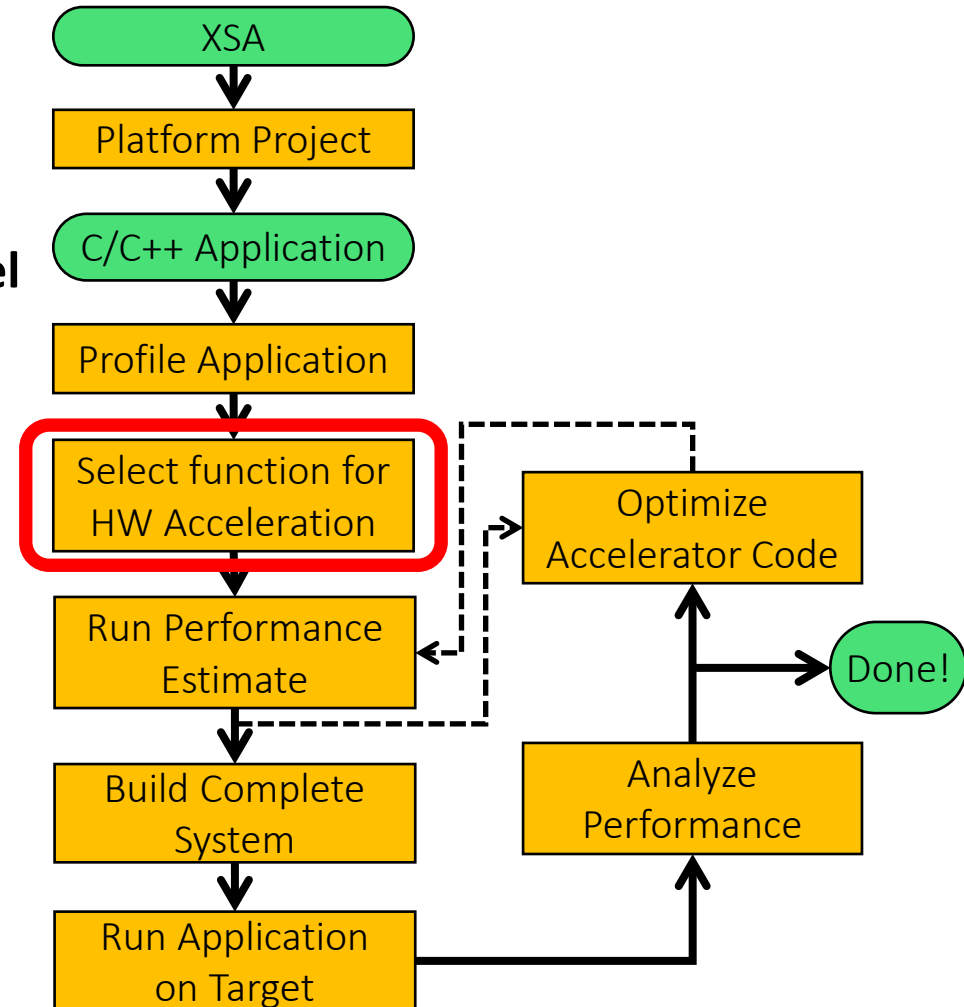 XSA
Platform Project
C/C++ Application
el
Profile Application
Select function for
HW Acceleration
Optimize
Accelerator Code
Run Performance
Estimate
Done!
Build Complete
System
Analyze
Performance
Run Application
on Target